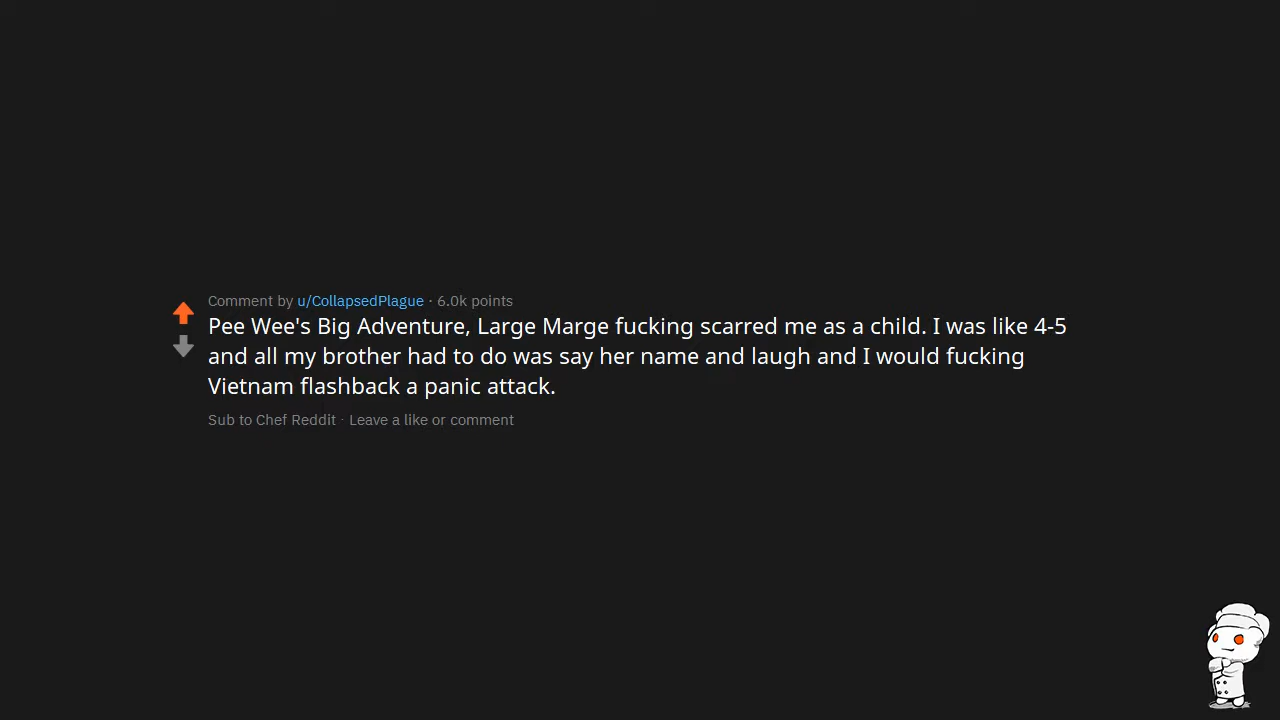 Comment by u/CollapsedPlague · 6.0k points
Pee Wee's Big Adventure, Large Marge fucking scarred me as a child. I was like 4-5
and all my brother had to do was say her name and laugh and I would fucking
Vietnam flashback a panic attack.
Sub to Chef Reddit · Leave a like or comment